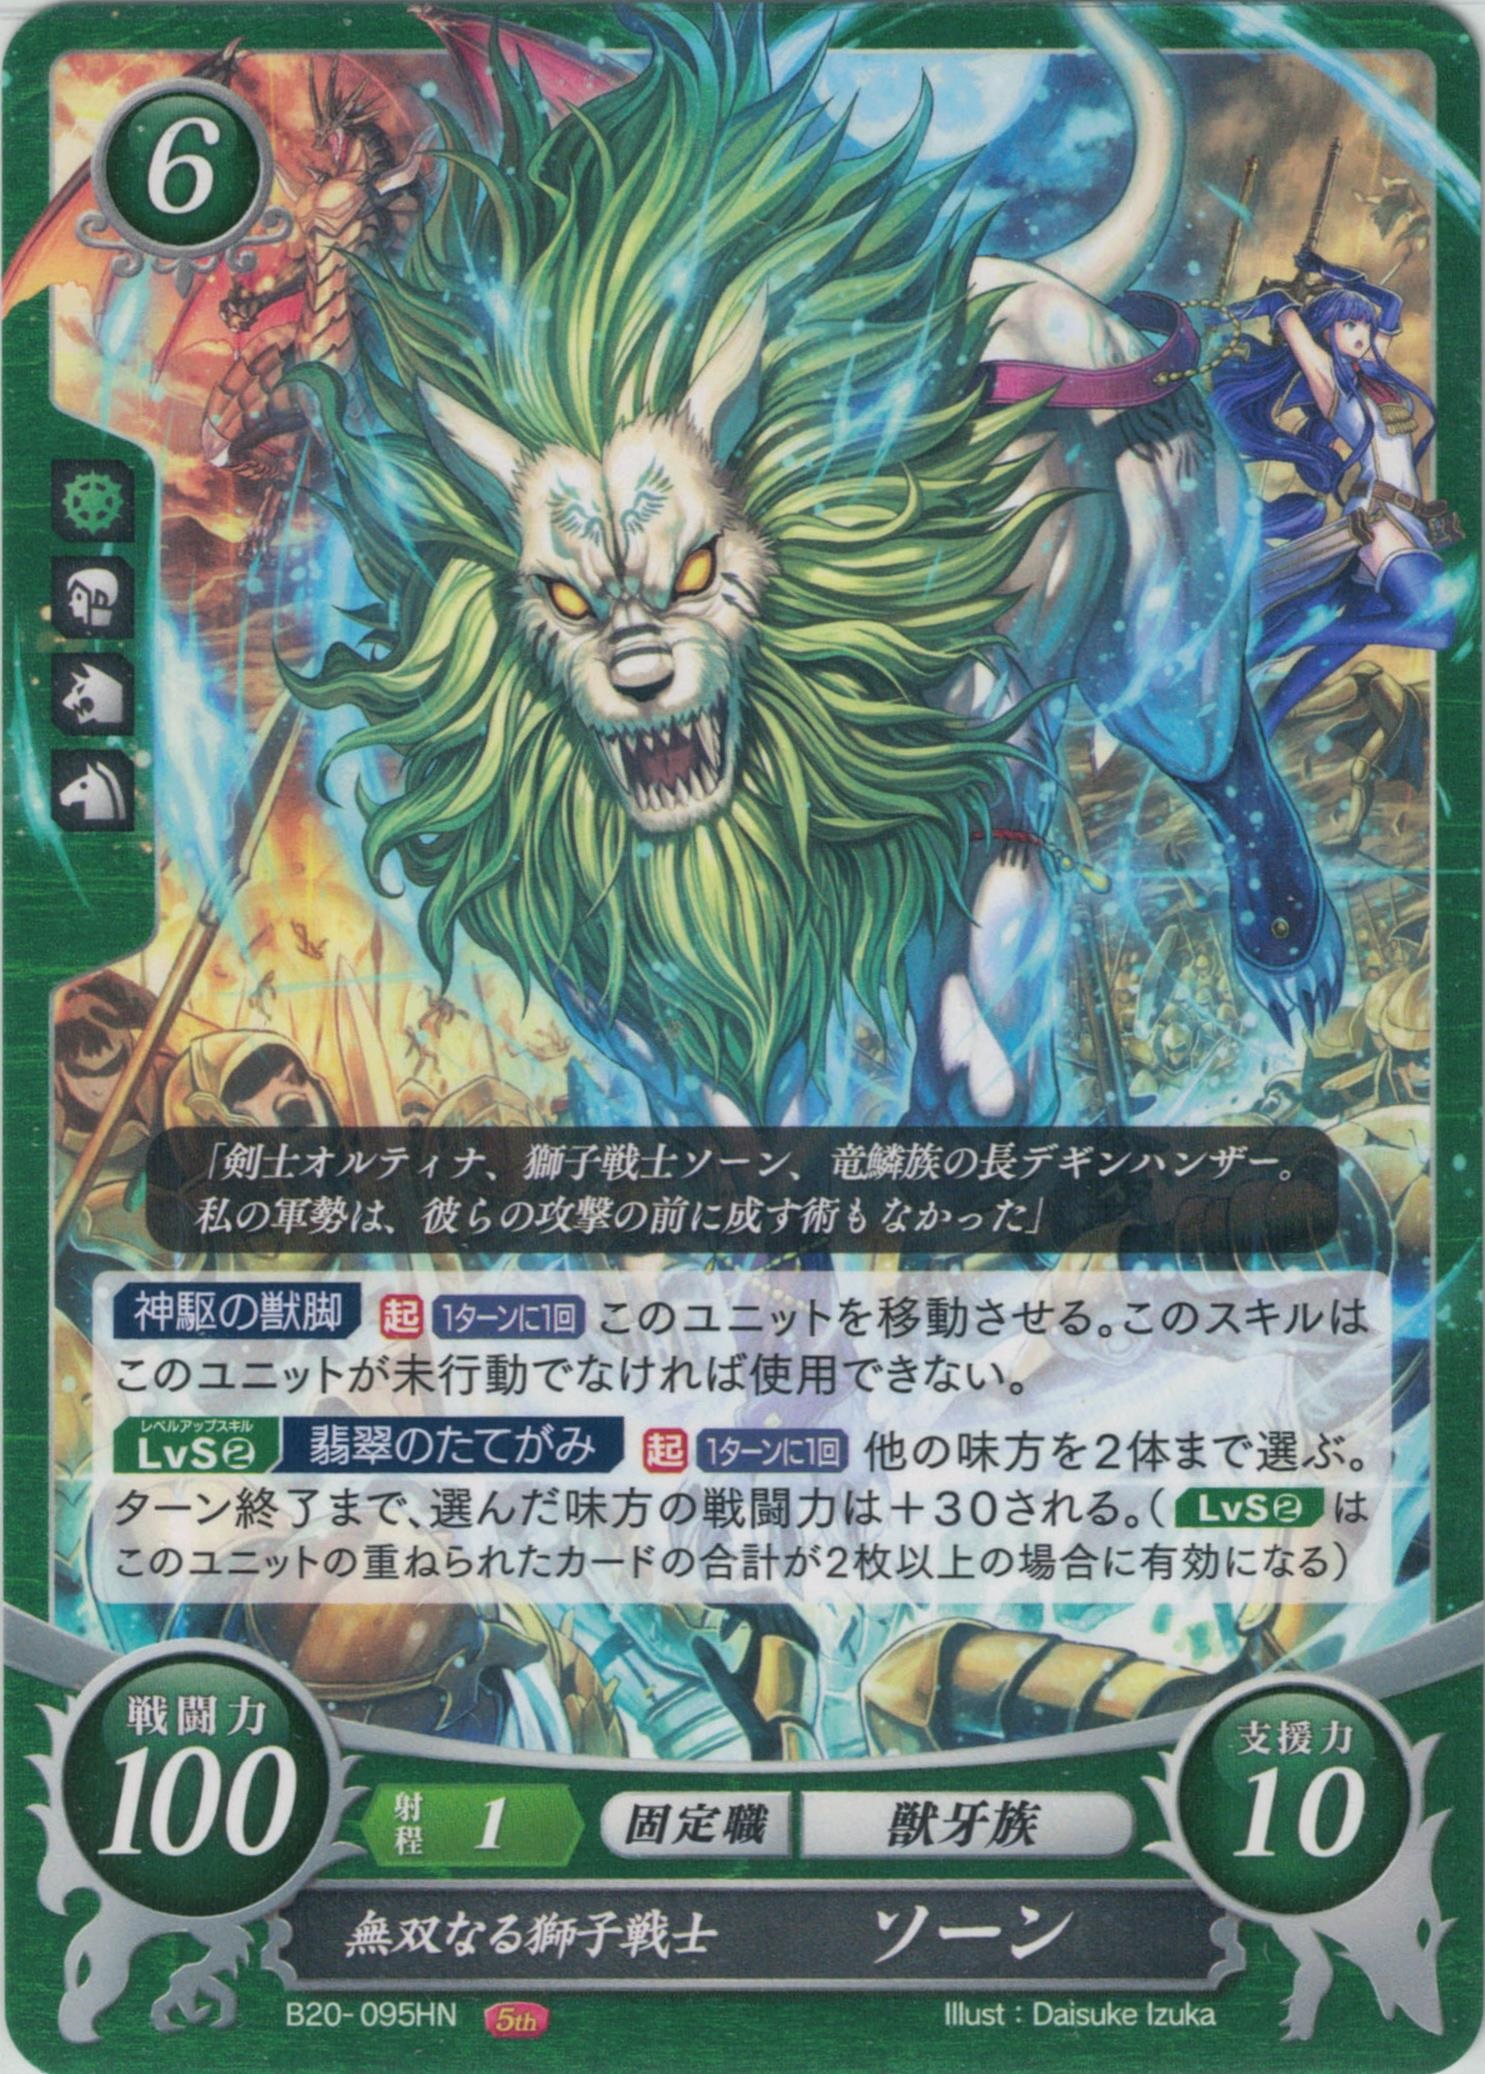 6
「剣士オルティナ、獅子戦士ソーン、竜鱗族の長デギンハンザー。
私の軍勢は、彼らの攻撃の前に成す術もなかった」
神駆の獣脚 起 1ターンに1回 このユニットを移動させる。このスキルは
このユニットが未行動でなければ使用できない。
レベルアップスキル
LvS② 翡翠のたてがみ 起 1ターンに1回 他の味方を2体まで選ぶ。
ターン終了まで、選んだ味方の戦闘力は＋30される。（LvS②は
このユニットの重ねられたカードの合計が2枚以上の場合に有効になる）
戦闘力
100
射程 1
固定職 獣牙族
支援力
10
無双なる獅子戦士 ソーン
B20-095HN 5th Illust：Daisuke Izuka